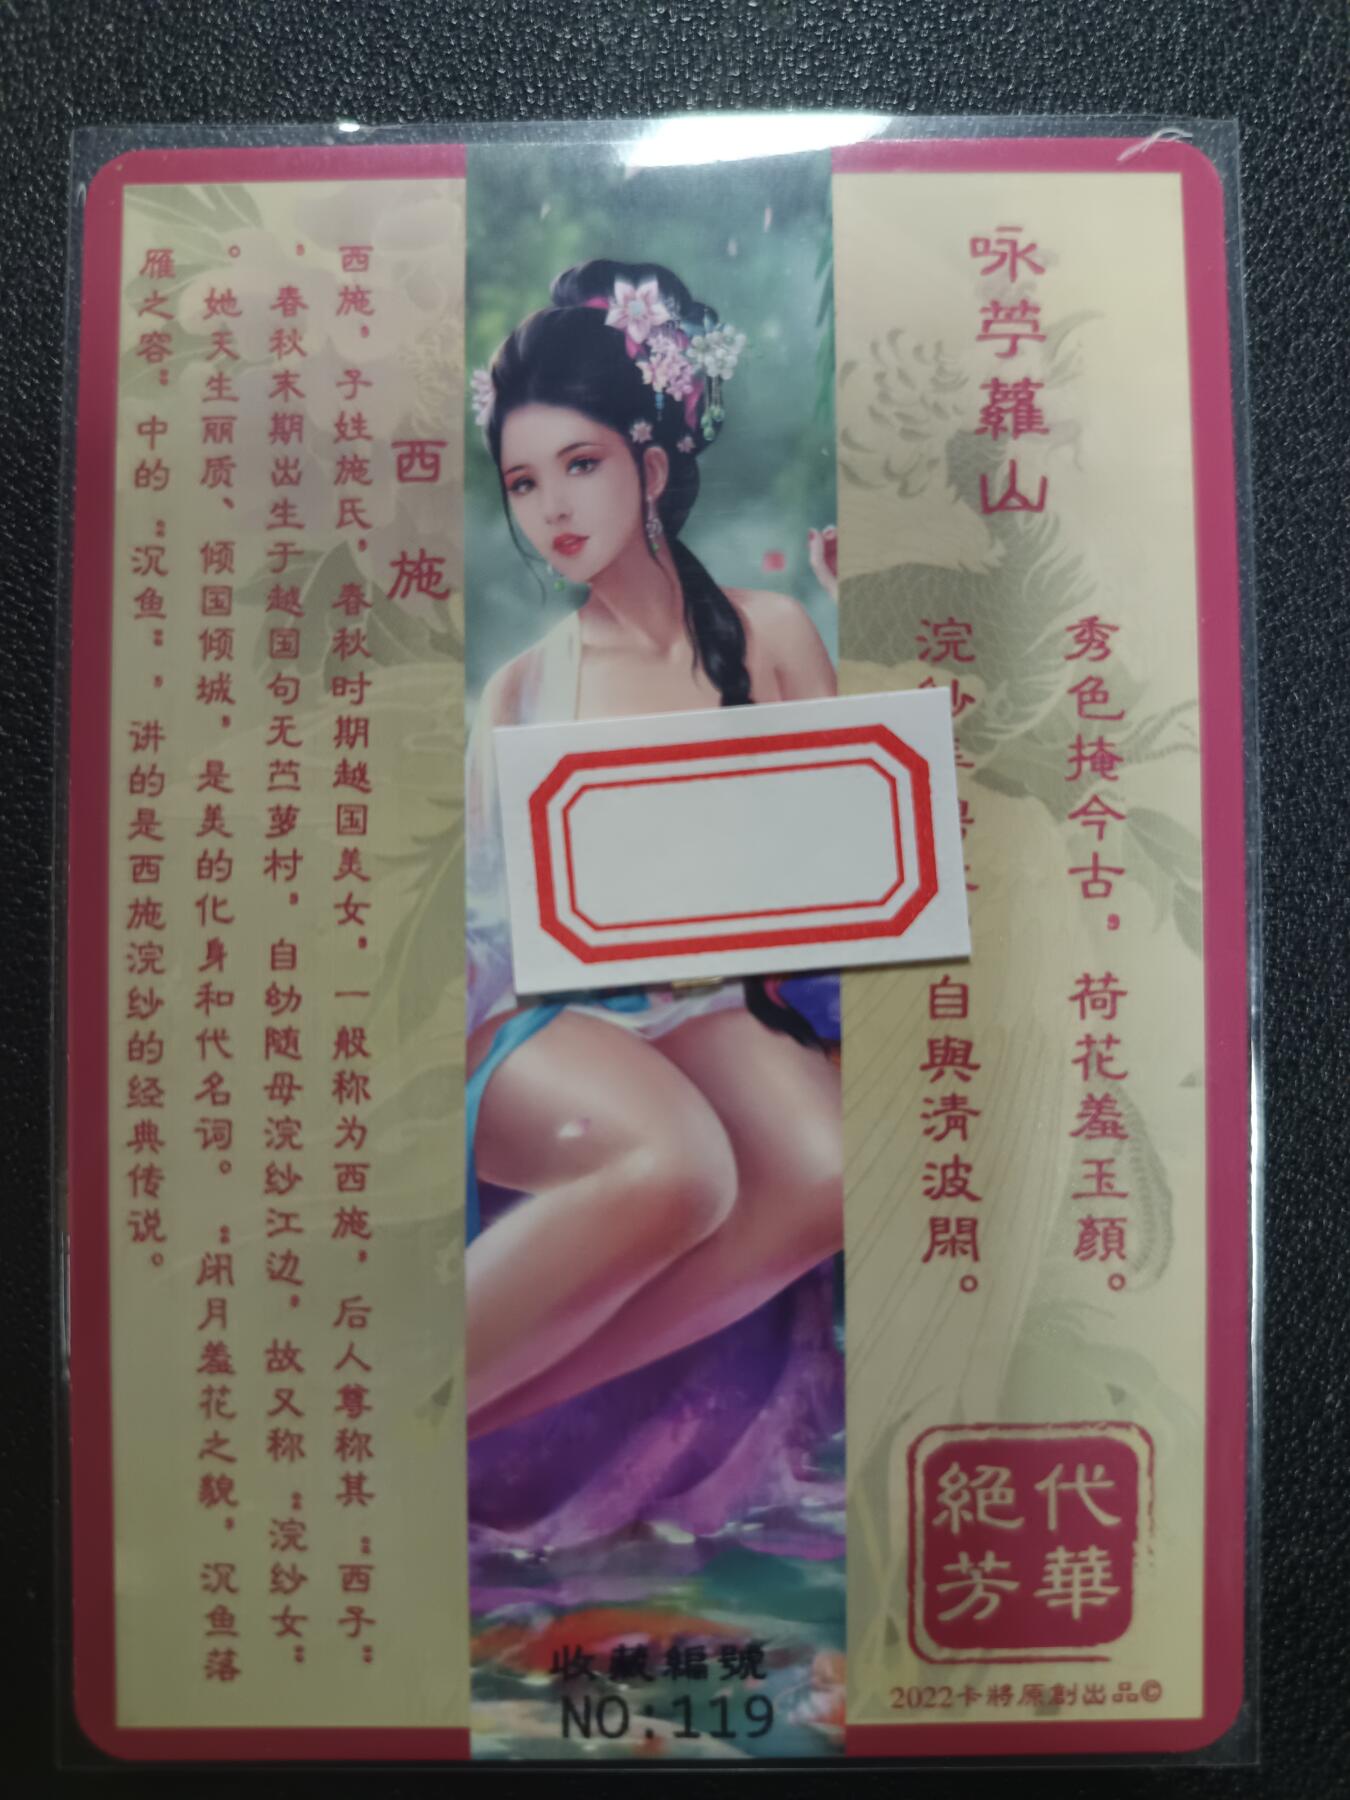 咏苧蘿山
秀色掩今古，荷花羞玉顏。
浣自與清波閑。
代華
絕芳
2022卡將原創出品©
收藏編號
NO:119
西施
西施，子姓施氏，春秋时期越国美女，一般称为西施，后人尊称其：西子：
，春秋末期出生于越国句无苎萝村，自幼随母浣纱江边，故又称：浣纱女：
。她天生丽质、倾国倾城，是美的化身和代名词。：闭月羞花之貌，沉鱼落
雁之容：中的：沉鱼：，讲的是西施浣纱的经典传说。